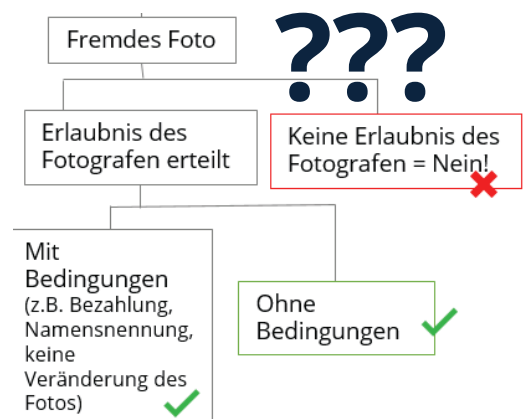 Fremdes Foto
???
Erlaubnis des
Fotografen erteilt
Keine Erlaubnis des
Fotografen = Nein!
Mit
Bedingungen
(z.B. Bezahlung,
Namensnennung,
keine
Veränderung des
Fotos)
Ohne
Bedingungen